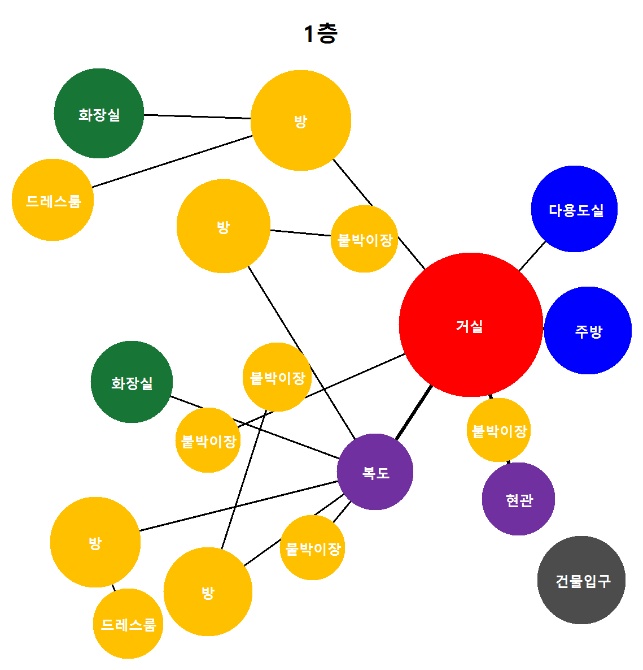 1층
화장실
방
드레스룸
방
붙박이장
다용도실
거실
주방
화장실
붙박이장
붙박이장
붙박이장
복도
현관
방
방
붙박이장
드레스룸
건물입구